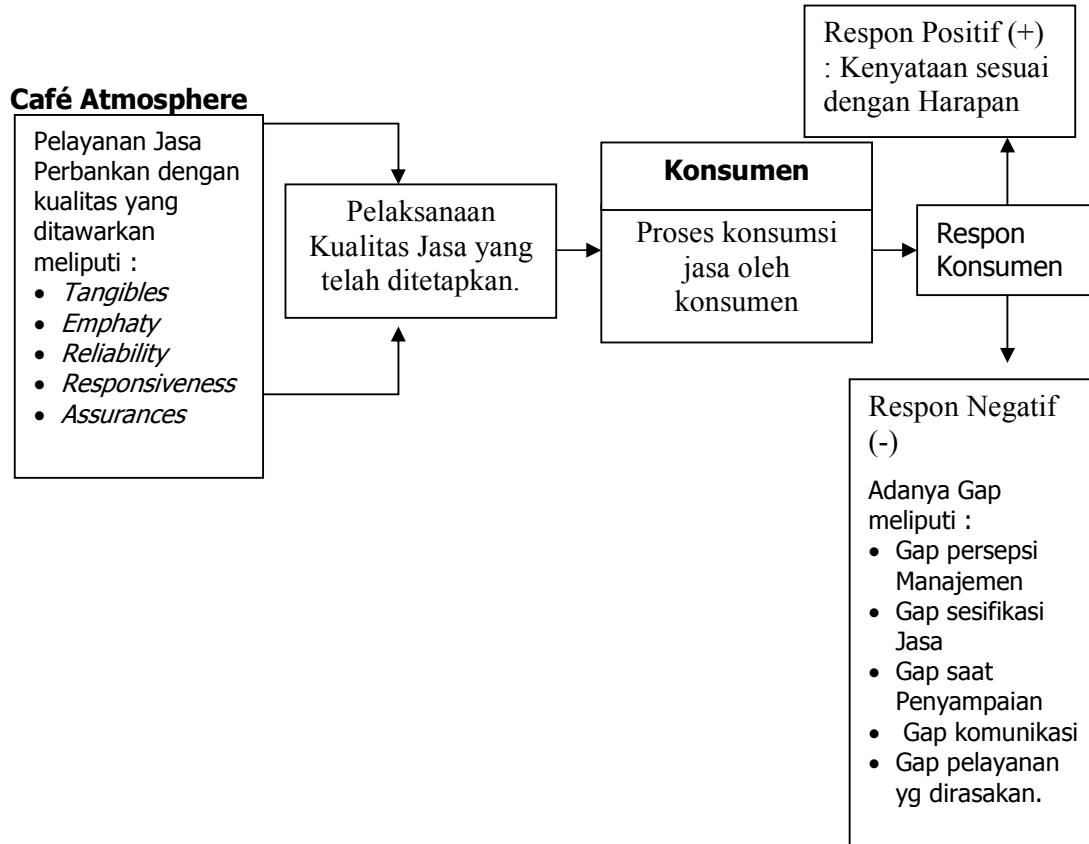 Café Atmosphere
Pelayanan Jasa
Perbankan dengan
kualitas yang
ditawarkan
meliputi :
• Tangibles
• Emphaty
• Reliability
• Responsiveness
• Assurances
Pelaksanaan
Kualitas Jasa yang
telah ditetapkan.
Konsumen
Proses konsumsi
jasa oleh
konsumen
Respon
Konsumen
Respon Positif (+)
: Kenyataan sesuai
dengan Harapan
Respon Negatif
(-)
Adanya Gap
meliputi :
• Gap persepsi
Manajemen
• Gap sesifikasi
Jasa
• Gap saat
Penyampaian
• Gap komunikasi
• Gap pelayanan
yg dirasakan.